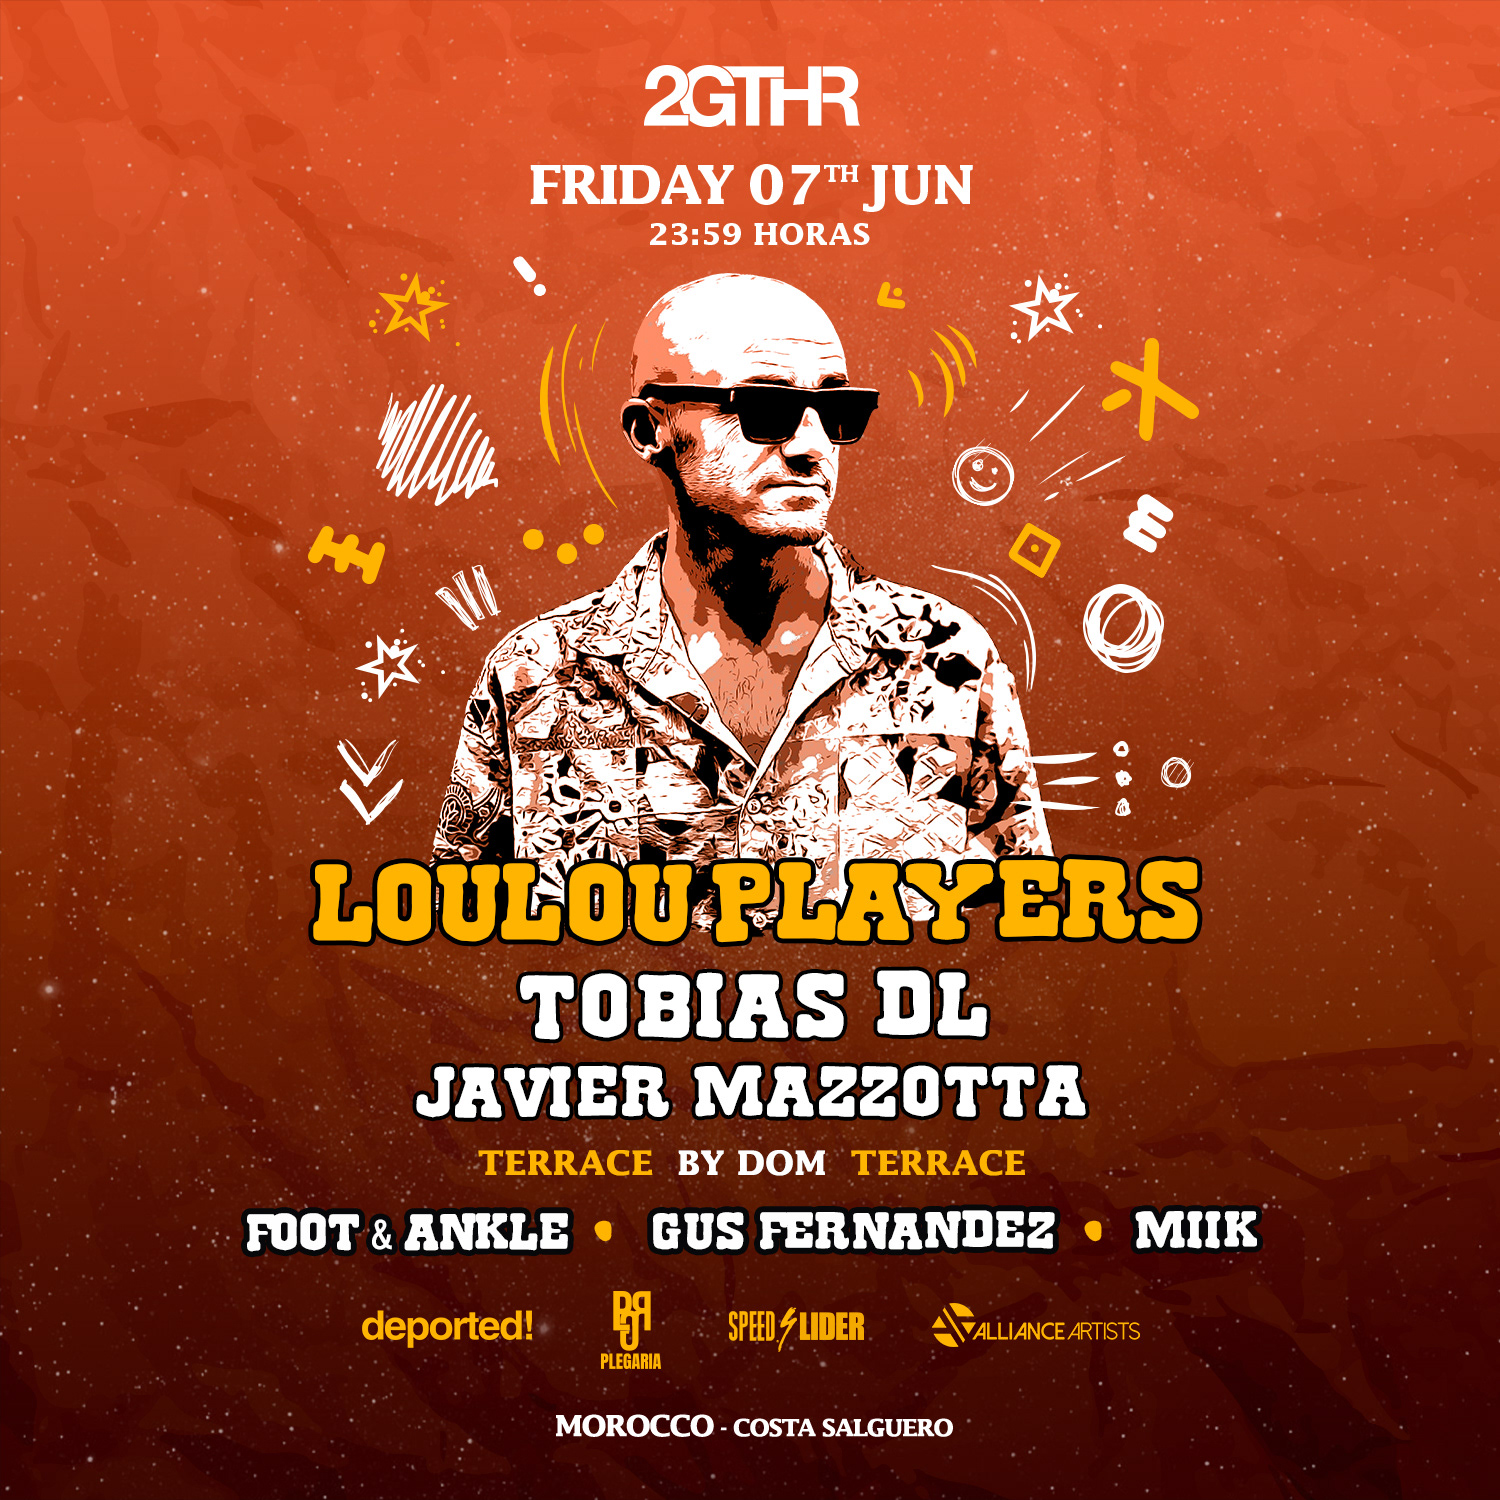 2GTHR
FRIDAY 07TH JUN
23:59 HORAS
LOULOU PLAYERS
TOBIAS DL
JAVIER MAZZOTTA
TERRACE BY DOM TERRACE
FOOT & ANKLE • GUS FERNANDEZ • MIIK
deported!
PLEGARIA
SPEED SLIDER
ALLIANCE ARTISTS
MOROCCO - COSTA SALGUERO